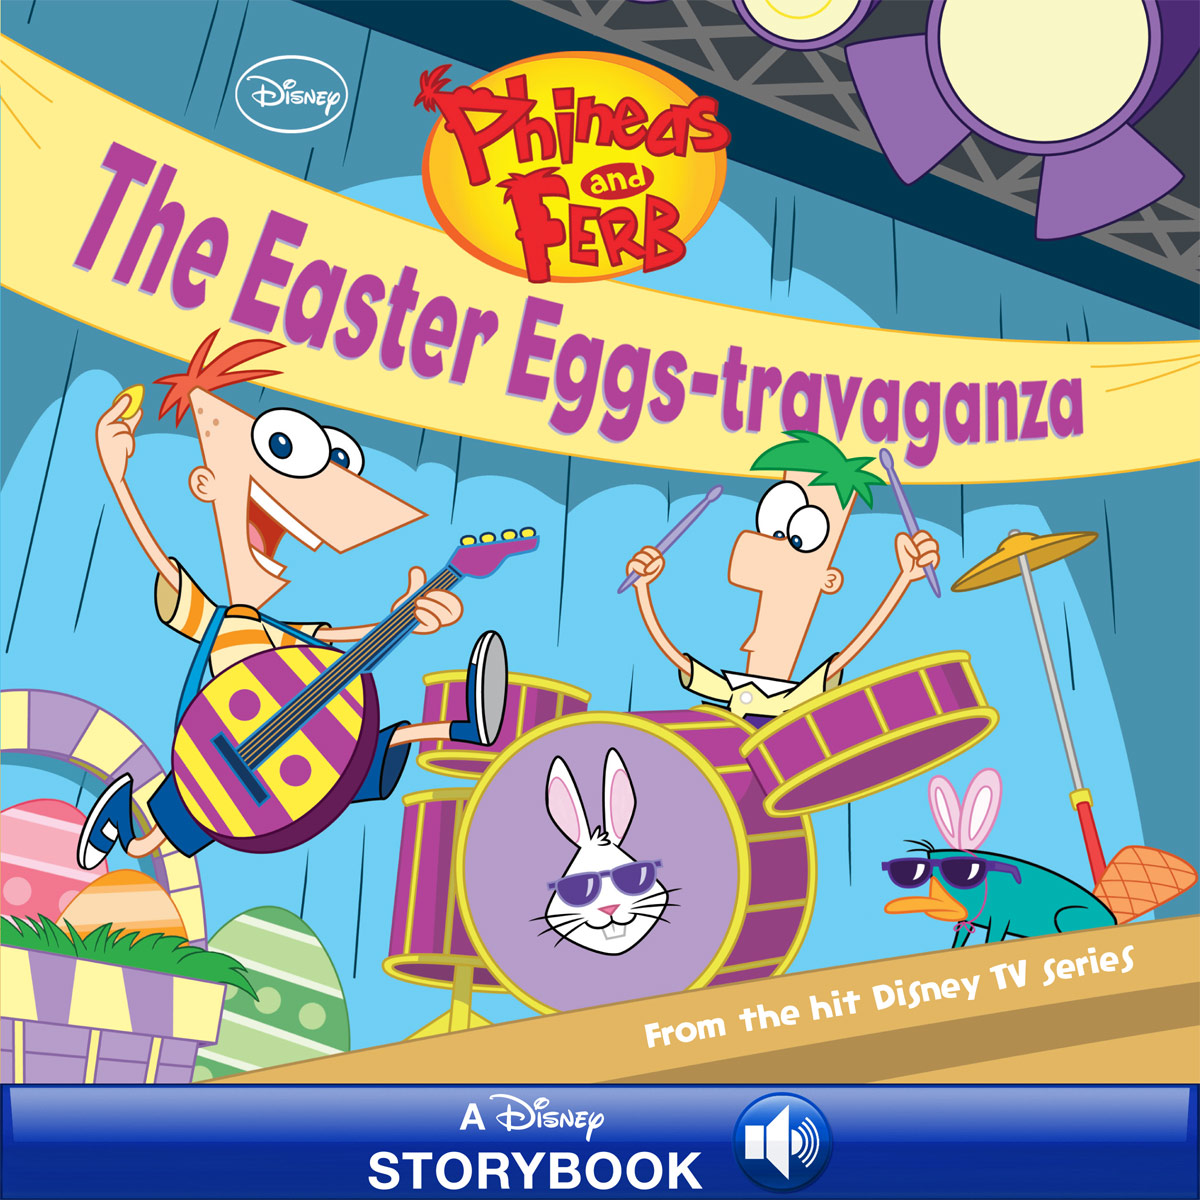 Disney
Phineas
and
Ferb
The Easter Eggs-travaganza
From the hit Disney TV series
A Disney
STORYBOOK